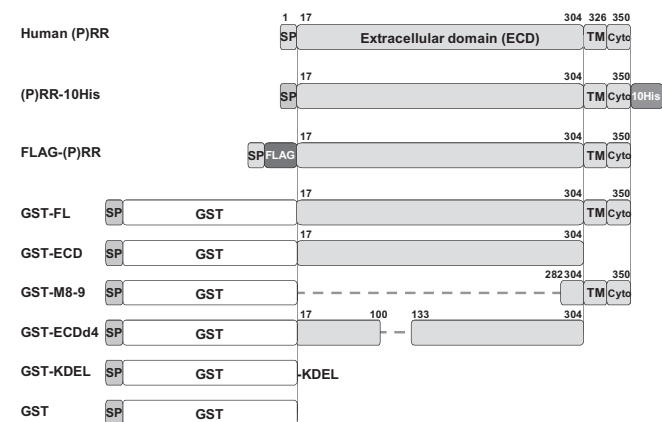 1 17 304 326 350
Human (P)RR SP Extracellular domain (ECD) TM Cyto
17 304 350
(P)RR-10His SP TM Cyto 10His
17 304 350
FLAG-(P)RR SP FLAG TM Cyto
17 304 350
GST-FL SP GST TM Cyto
17 304
GST-ECD SP GST
282 304 350
GST-M8-9 SP GST TM Cyto
17 100 133 304
GST-ECDd4 SP GST
GST-KDEL SP GST -KDEL
GST SP GST